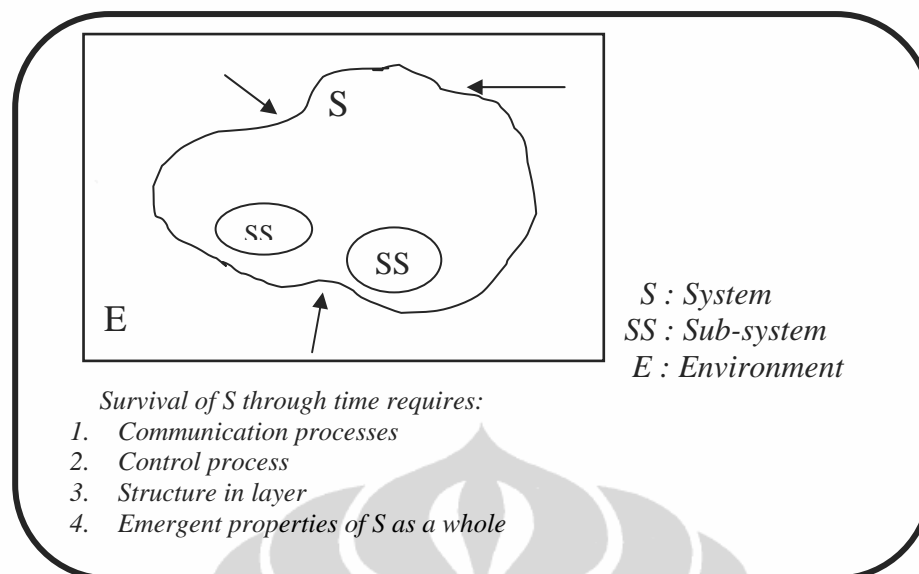 S
SS
SS
E
S : System
SS : Sub-system
E : Environment
Survival of S through time requires:
1. Communication processes
2. Control process
3. Structure in layer
4. Emergent properties of S as a whole